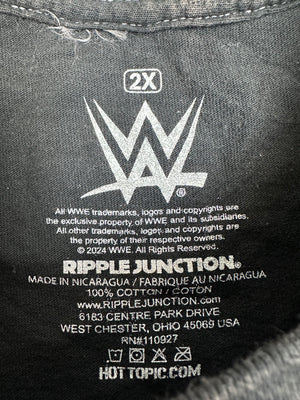 2X
W
®
All WWE trademarks, logos and copyrights are
the exclusive property of WWE and its subsidiaries.
All other trademarks, logos and copyrights are
the property of their respective owners.
© 2024 WWE. All Rights Reserved.
RIPPLE JUNCTION®
MADE IN NICARAGUA / FABRIQUE AU NICARAGUA
100% COTTON / COTON
RIPPLEJUNCTION.COM
6183 CENTRE PARK DRIVE
WEST CHESTER, OHIO 45069 USA
RN#110927
HOTTOPIC.COM